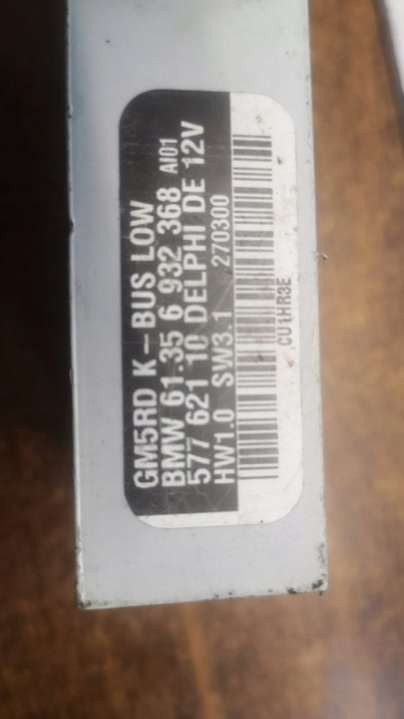 GM5RD K-BUS LOW
BMW 61.35 6 932 368 AI01
577 621 10 DELPHI DE 12V
HW1.0 SW3.1 270300
CU1HR3E